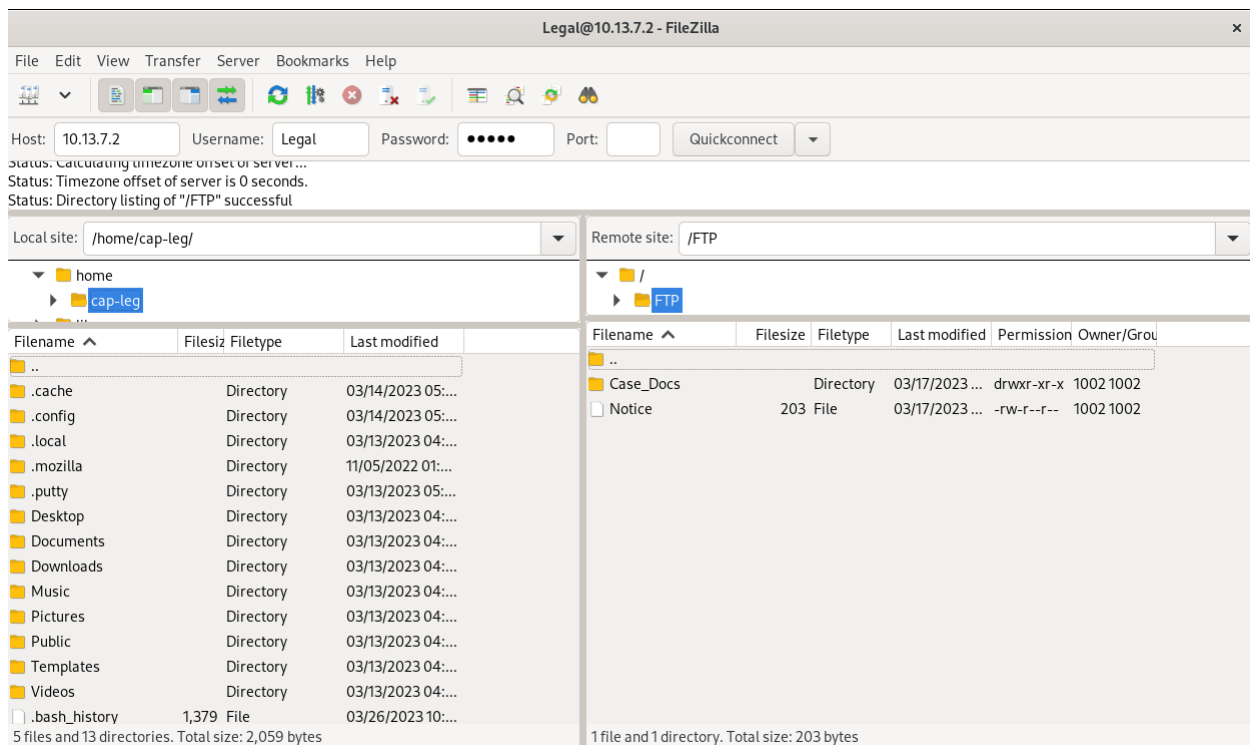 Legal@10.13.7.2 - FileZilla ×
File Edit View Transfer Server Bookmarks Help
Host: 10.13.7.2 Username: Legal Password: ●●●●● Port: Quickconnect
Status: Calculating timezone offset of server...
Status: Timezone offset of server is 0 seconds.
Status: Directory listing of "/FTP" successful
Local site: /home/cap-leg/
home
cap-leg
Filename Filesiz Filetype Last modified
..
.cache Directory 03/14/2023 05:...
.config Directory 03/14/2023 05:...
.local Directory 03/13/2023 04:...
.mozilla Directory 11/05/2022 01:...
.putty Directory 03/13/2023 05:...
Desktop Directory 03/13/2023 04:...
Documents Directory 03/13/2023 04:...
Downloads Directory 03/13/2023 04:...
Music Directory 03/13/2023 04:...
Pictures Directory 03/13/2023 04:...
Public Directory 03/13/2023 04:...
Templates Directory 03/13/2023 04:...
Videos Directory 03/13/2023 04:...
.bash_history 1,379 File 03/26/2023 10:...
5 files and 13 directories. Total size: 2,059 bytes
Remote site: /FTP
/
FTP
Filename Filesize Filetype Last modified Permission Owner/Grou
..
Case_Docs Directory 03/17/2023 ... drwxr-xr-x 1002 1002
Notice 203 File 03/17/2023 ... -rw-r--r-- 1002 1002
1 file and 1 directory. Total size: 203 bytes